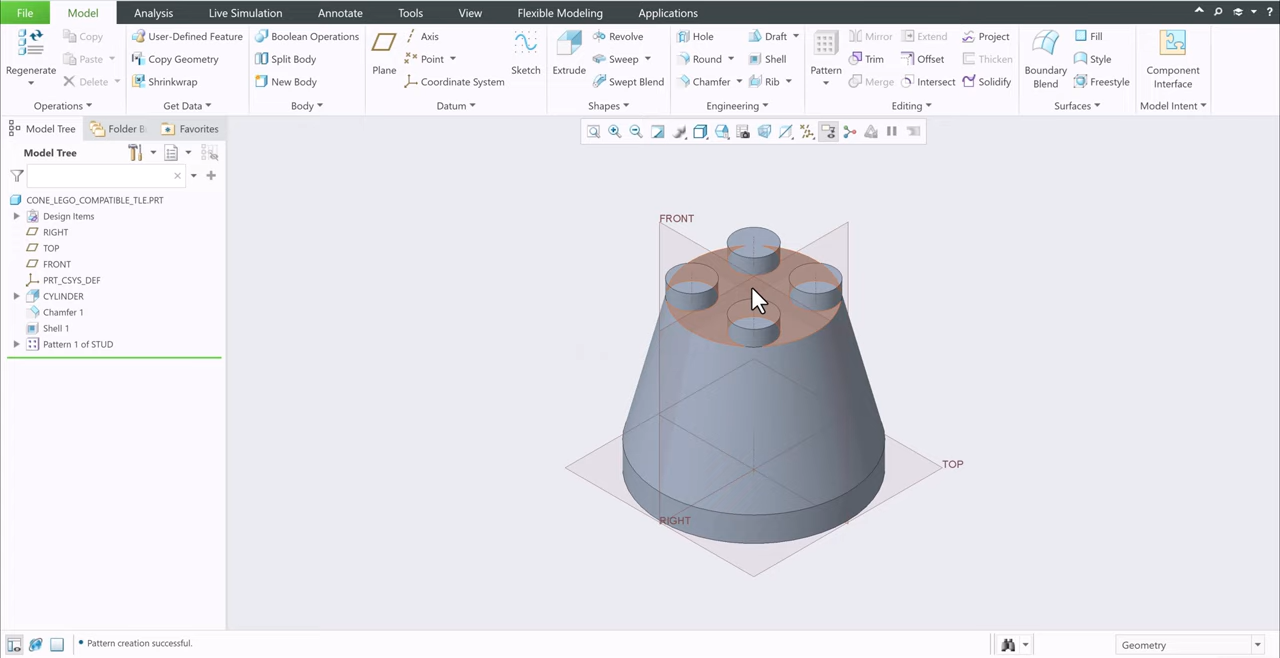 File Model Analysis Live Simulation Annotate Tools View Flexible Modeling Applications
Regenerate Copy Paste Delete User-Defined Feature Copy Geometry Shrinkwrap Boolean Operations Split Body New Body Plane Axis Point Coordinate System Sketch Extrude Revolve Sweep Swept Blend Hole Round Chamfer Draft Shell Rib Pattern Mirror Trim Merge Extend Offset Intersect Project Thicken Solidify Boundary Blend Fill Style Freestyle Component Interface
Operations Get Data Body Datum Shapes Engineering Editing Surfaces Model Intent
Model Tree Folder B Favorites
Model Tree
CONE_LEGO_COMPATIBLE_TLE.PRT
Design Items
RIGHT
TOP
FRONT
PRT_CSYS_DEF
CYLINDER
Chamfer 1
Shell 1
Pattern 1 of STUD
FRONT
TOP
RIGHT
Pattern creation successful.
Geometry